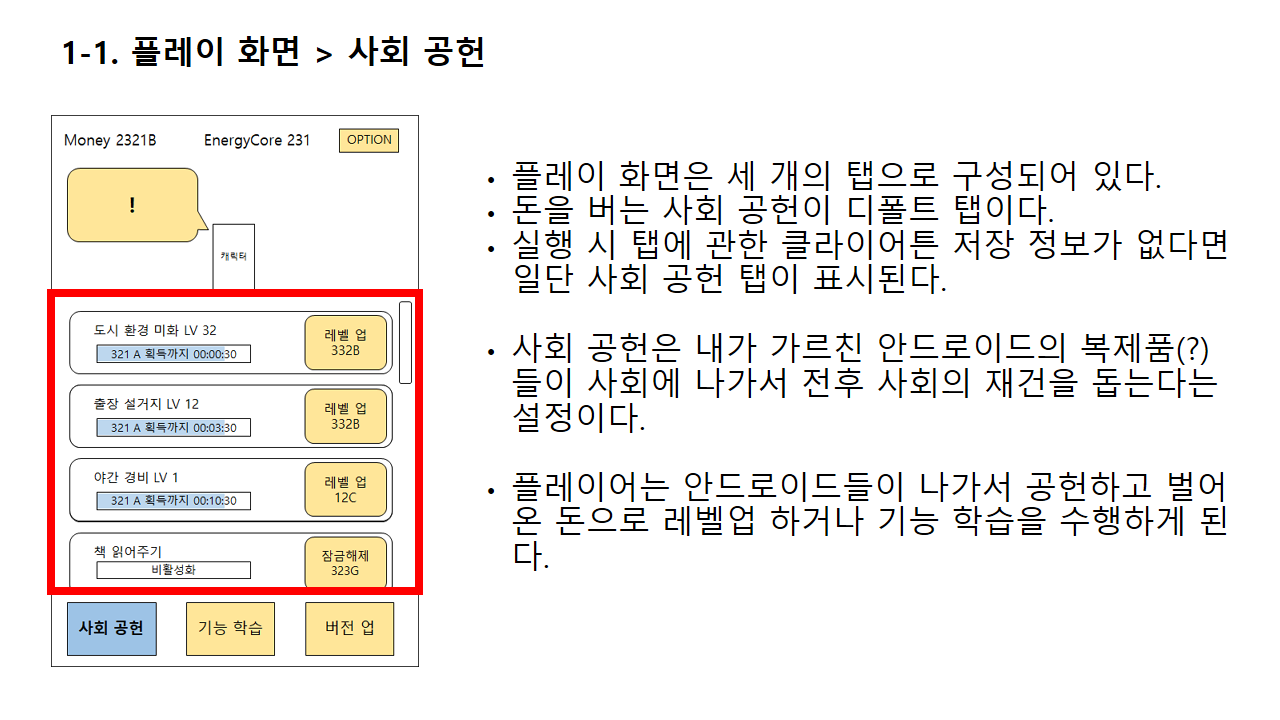 1-1. 플레이 화면 > 사회 공헌
Money 2321B
EnergyCore 231
OPTION
!
캐릭터
도시 환경 미화 LV 32
321 A 획득까지 00:00:30
레벨 업
332B
출장 설거지 LV 12
321 A 획득까지 00:03:30
레벨 업
332B
야간 경비 LV 1
321 A 획득까지 00:10:30
레벨 업
12C
책 읽어주기
비활성화
잠금해제
323G
사회 공헌
기능 학습
버전 업
• 플레이 화면은 세 개의 탭으로 구성되어 있다.
• 돈을 버는 사회 공헌이 디폴트 탭이다.
• 실행 시 탭에 관한 클라이어튼 저장 정보가 없다면
일단 사회 공헌 탭이 표시된다.
• 사회 공헌은 내가 가르친 안드로이드의 복제품(?)
들이 사회에 나가서 전후 사회의 재건을 돕는다는
설정이다.
• 플레이어는 안드로이드들이 나가서 공헌하고 벌어
온 돈으로 레벨업 하거나 기능 학습을 수행하게 된
다.